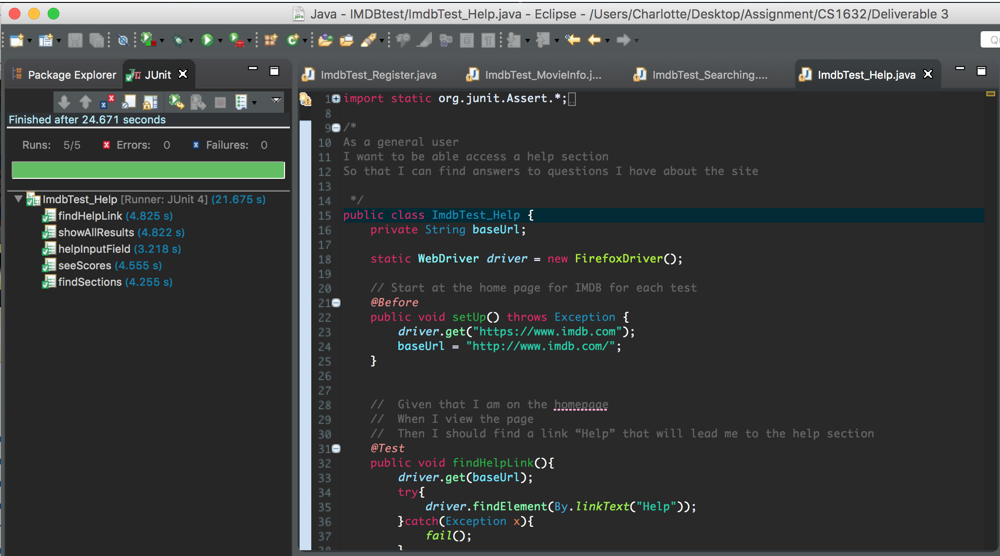 Java - IMDBtest/ImdbTest_Help.java - Eclipse - /Users/Charlotte/Desktop/Assignment/CS1632/Deliverable 3
Package Explorer
JUnit
Finished after 24.671 seconds
Runs: 5/5 Errors: 0 Failures: 0
ImdbTest_Help [Runner: JUnit 4] (21.675 s)
findHelpLink (4.825 s)
showAllResults (4.822 s)
helpInputField (3.218 s)
seeScores (4.555 s)
findSections (4.255 s)
ImdbTest_Register.java
ImdbTest_MovieInfo.j...
ImdbTest_Searching....
ImdbTest_Help.java
1 import static org.junit.Assert.*;
8
9 /*
10 As a general user
11 I want to be able access a help section
12 So that I can find answers to questions I have about the site
13
14 */
15 public class ImdbTest_Help {
16 private String baseUrl;
17
18 static WebDriver driver = new FirefoxDriver();
19
20 // Start at the home page for IMDB for each test
21 @Before
22 public void setUp() throws Exception {
23 driver.get("https://www.imdb.com");
24 baseUrl = "http://www.imdb.com/";
25 }
26
27
28 // Given that I am on the homepage
29 // When I view the page
30 // Then I should find a link “Help” that will lead me to the help section
31 @Test
32 public void findHelpLink(){
33 driver.get(baseUrl);
34 try{
35 driver.findElement(By.linkText("Help"));
36 }catch(Exception x){
37 fail();
38 }